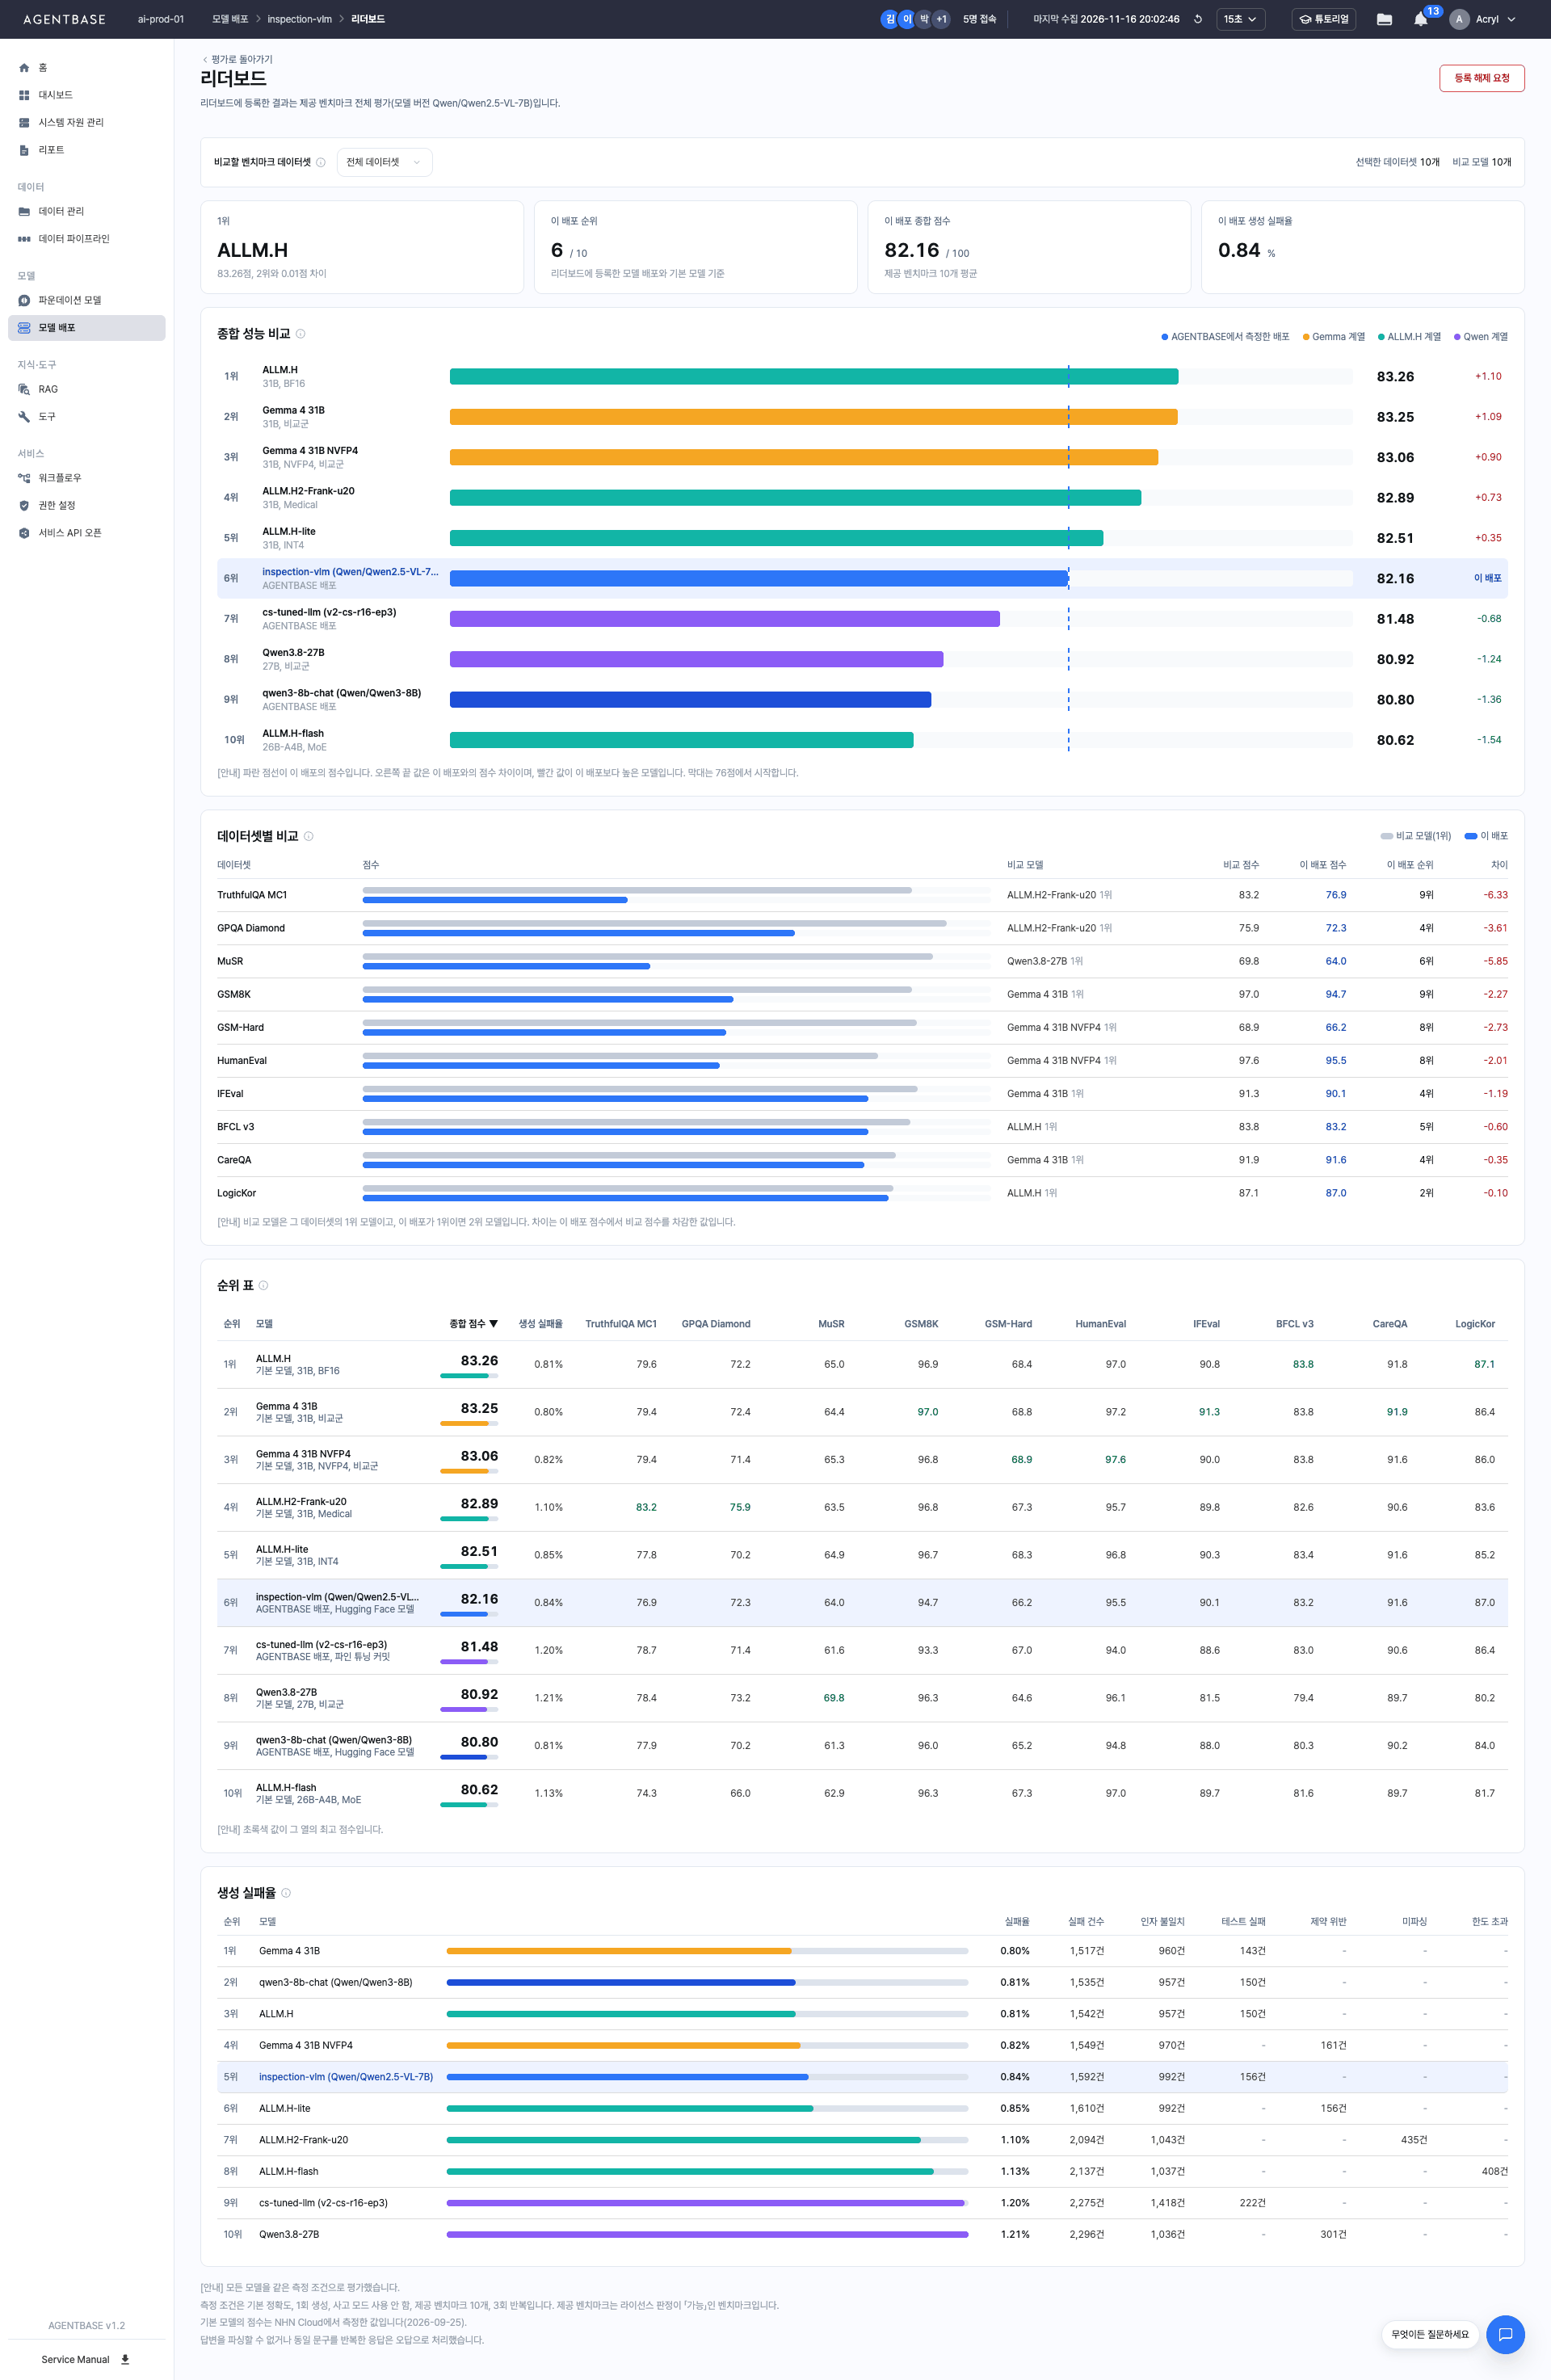 AGENTBASE ai-prod-01 모델 배포 > inspection-vlm > 리더보드 김 이 박 +1 5명 접속 마지막 수집 2026-11-16 20:02:46 15초 튜토리얼 13 A Acryl
홈
대시보드
시스템 자원 관리
리포트
데이터
데이터 관리
데이터 파이프라인
모델
파운데이션 모델
모델 배포
지식·도구
RAG
도구
서비스
워크플로우
권한 설정
서비스 API 오픈
AGENTBASE v1.2
Service Manual
< 평가로 돌아가기
리더보드
등록 해제 요청
리더보드에 등록한 결과는 제공 벤치마크 전체 평가(모델 버전 Qwen/Qwen2.5-VL-7B)입니다.
비교할 벤치마크 데이터셋 전체 데이터셋 선택한 데이터셋 10개 비교 모델 10개
1위
ALLM.H
83.26점, 2위와 0.01점 차이
이 배포 순위
6 / 10
리더보드에 등록한 모델 배포와 기본 모델 기준
이 배포 종합 점수
82.16 / 100
제공 벤치마크 10개 평균
이 배포 생성 실패율
0.84 %
종합 성능 비교
AGENTBASE에서 측정한 배포 Gemma 계열 ALLM.H 계열 Qwen 계열
1위 ALLM.H 83.26 +1.10
31B, BF16
2위 Gemma 4 31B 83.25 +1.09
31B, 비교군
3위 Gemma 4 31B NVFP4 83.06 +0.90
31B, NVFP4, 비교군
4위 ALLM.H2-Frank-u20 82.89 +0.73
31B, Medical
5위 ALLM.H-lite 82.51 +0.35
31B, INT4
6위 inspection-vlm (Qwen/Qwen2.5-VL-7... 82.16 이 배포
AGENTBASE 배포
7위 cs-tuned-llm (v2-cs-r16-ep3) 81.48 -0.68
AGENTBASE 배포
8위 Qwen3.8-27B 80.92 -1.24
27B, 비교군
9위 qwen3-8b-chat (Qwen/Qwen3-8B) 80.80 -1.36
AGENTBASE 배포
10위 ALLM.H-flash 80.62 -1.54
26B-A4B, MoE
[안내] 파란 점선이 이 배포의 점수입니다. 오른쪽 끝 값은 이 배포와의 점수 차이이며, 빨간 값이 이 배포보다 높은 모델입니다. 막대는 76점에서 시작합니다.
데이터셋별 비교
비교 모델(1위) 이 배포
데이터셋 점수 비교 모델 비교 점수 이 배포 점수 이 배포 순위 차이
TruthfulQA MC1 ALLM.H2-Frank-u20 1위 83.2 76.9 9위 -6.33
GPQA Diamond ALLM.H2-Frank-u20 1위 75.9 72.3 4위 -3.61
MuSR Qwen3.8-27B 1위 69.8 64.0 6위 -5.85
GSM8K Gemma 4 31B 1위 97.0 94.7 9위 -2.27
GSM-Hard Gemma 4 31B NVFP4 1위 68.9 66.2 8위 -2.73
HumanEval Gemma 4 31B NVFP4 1위 97.6 95.5 8위 -2.01
IFEval Gemma 4 31B 1위 91.3 90.1 4위 -1.19
BFCL v3 ALLM.H 1위 83.8 83.2 5위 -0.60
CareQA Gemma 4 31B 1위 91.9 91.6 4위 -0.35
LogicKor ALLM.H 1위 87.1 87.0 2위 -0.10
[안내] 비교 모델은 그 데이터셋의 1위 모델이고, 이 배포가 1위이면 2위 모델입니다. 차이는 이 배포 점수에서 비교 점수를 차감한 값입니다.
순위 표
순위 모델 종합 점수 ▼ 생성 실패율 TruthfulQA MC1 GPQA Diamond MuSR GSM8K GSM-Hard HumanEval IFEval BFCL v3 CareQA LogicKor
1위 ALLM.H 83.26 0.81% 79.6 72.2 65.0 96.9 68.4 97.0 90.8 83.8 91.8 87.1
기본 모델, 31B, BF16
2위 Gemma 4 31B 83.25 0.80% 79.4 72.4 64.4 97.0 68.8 97.2 91.3 83.8 91.9 86.4
기본 모델, 31B, 비교군
3위 Gemma 4 31B NVFP4 83.06 0.82% 79.4 71.4 65.3 96.8 68.9 97.6 90.0 83.8 91.6 86.0
기본 모델, 31B, NVFP4, 비교군
4위 ALLM.H2-Frank-u20 82.89 1.10% 83.2 75.9 63.5 96.8 67.3 95.7 89.8 82.6 90.6 83.6
기본 모델, 31B, Medical
5위 ALLM.H-lite 82.51 0.85% 77.8 70.2 64.9 96.7 68.3 96.8 90.3 83.4 91.6 85.2
기본 모델, 31B, INT4
6위 inspection-vlm (Qwen/Qwen2.5-VL... 82.16 0.84% 76.9 72.3 64.0 94.7 66.2 95.5 90.1 83.2 91.6 87.0
AGENTBASE 배포, Hugging Face 모델
7위 cs-tuned-llm (v2-cs-r16-ep3) 81.48 1.20% 78.7 71.4 61.6 93.3 67.0 94.0 88.6 83.0 90.6 86.4
AGENTBASE 배포, 파인 튜닝 커밋
8위 Qwen3.8-27B 80.92 1.21% 78.4 73.2 69.8 96.3 64.6 96.1 81.5 79.4 89.7 80.2
기본 모델, 27B, 비교군
9위 qwen3-8b-chat (Qwen/Qwen3-8B) 80.80 0.81% 77.9 70.2 61.3 96.0 65.2 94.8 88.0 80.3 90.2 84.0
AGENTBASE 배포, Hugging Face 모델
10위 ALLM.H-flash 80.62 1.13% 74.3 66.0 62.9 96.3 67.3 97.0 89.7 81.6 89.7 81.7
기본 모델, 26B-A4B, MoE
[안내] 초록색 값이 그 열의 최고 점수입니다.
생성 실패율
순위 모델 실패율 실패 건수 인자 불일치 테스트 실패 제약 위반 미파싱 한도 초과
1위 Gemma 4 31B 0.80% 1,517건 960건 143건 - - -
2위 qwen3-8b-chat (Qwen/Qwen3-8B) 0.81% 1,535건 957건 150건 - - -
3위 ALLM.H 0.81% 1,542건 957건 150건 - - -
4위 Gemma 4 31B NVFP4 0.82% 1,549건 970건 - 161건 - -
5위 inspection-vlm (Qwen/Qwen2.5-VL-7B) 0.84% 1,592건 992건 156건 - - -
6위 ALLM.H-lite 0.85% 1,610건 992건 - 156건 - -
7위 ALLM.H2-Frank-u20 1.10% 2,094건 1,043건 - - 435건 -
8위 ALLM.H-flash 1.13% 2,137건 1,037건 - - - 408건
9위 cs-tuned-llm (v2-cs-r16-ep3) 1.20% 2,275건 1,418건 222건 - - -
10위 Qwen3.8-27B 1.21% 2,296건 1,036건 - 301건 - -
[안내] 모든 모델을 같은 측정 조건으로 평가했습니다.
측정 조건은 기본 정확도, 1회 생성, 사고 모드 사용 안 함, 제공 벤치마크 10개, 3회 반복입니다. 제공 벤치마크는 라이선스 판정이 「가능」인 벤치마크입니다.
기본 모델의 점수는 NHN Cloud에서 측정한 값입니다(2026-09-25).
답변을 파싱할 수 없거나 동일 문구를 반복한 응답은 오답으로 처리했습니다.
무엇이든 질문하세요